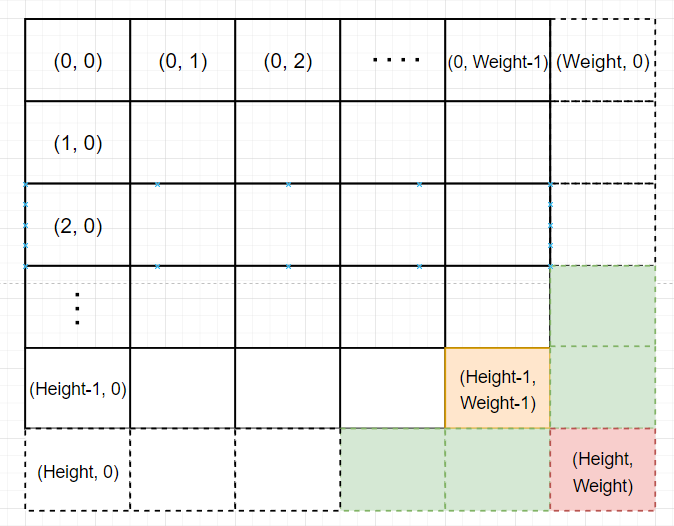 (0, 0) (0, 1) (0, 2) ···· (0, Weight-1) (Weight, 0)
(1, 0)
(2, 0)
⋮
(Height-1, 0) (Height-1,
Weight-1)
(Height, 0) (Height,
Weight)